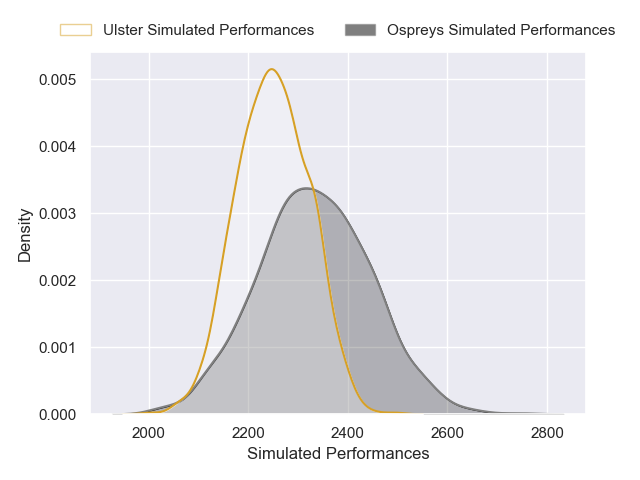 Ulster Simulated Performances Ospreys Simulated Performances
0.005
0.004
0.003
0.002
0.001
0.000
Density
2000 2200 2400 2600 2800
Simulated Performances